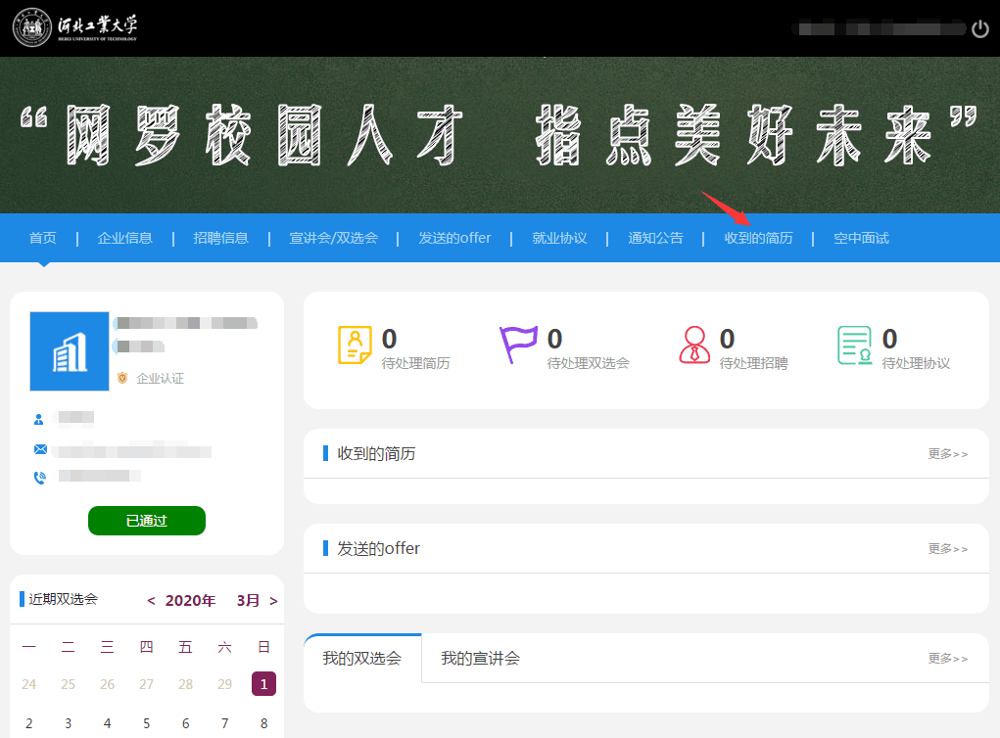 河北工業大学
HEBEI UNIVERSITY OF TECHNOLOGY
“网罗校园人才 指点美好未来”
首页 | 企业信息 | 招聘信息 | 宣讲会/双选会 | 发送的offer | 就业协议 | 通知公告 | 收到的简历 | 空中面试
企业认证
已通过
0
待处理简历
0
待处理双选会
0
待处理招聘
0
待处理协议
收到的简历 更多>>
发送的offer 更多>>
我的双选会 我的宣讲会 更多>>
近期双选会 < 2020年 3月 >
一 二 三 四 五 六 日
24 25 26 27 28 29 1
2 3 4 5 6 7 8